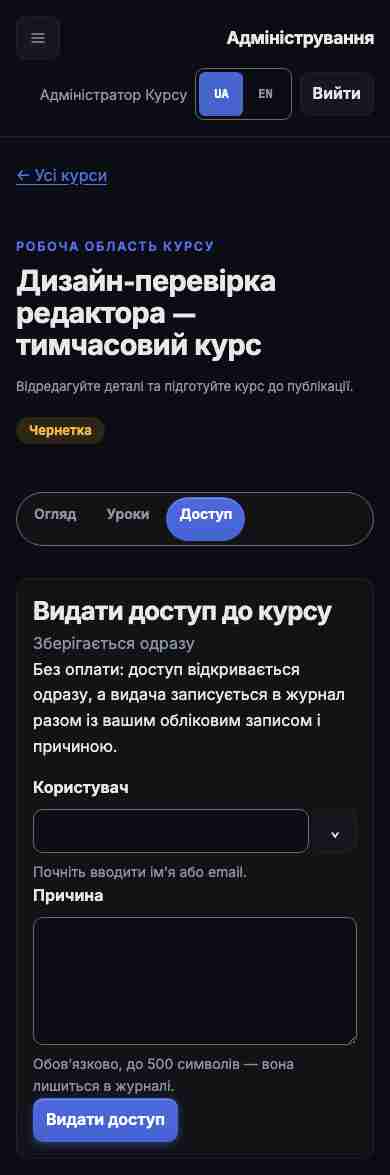 Адміністрування
Адміністратор Курсу
UA
EN
Выйти
← Усі курси
РОБОЧА ОБЛАСТЬ КУРСУ
Дизайн-перевірка
редактора —
тимчасовий курс
Відредагуйте деталі та підготуйте курс до публікації.
Чернетка
Огляд
Уроки
Доступ
Видати доступ до курсу
Зберігається одразу
Без оплати: доступ відкривається
одразу, а видача записується в журнал
разом із вашим обліковим записом і
причиною.
Користувач
Почніть вводити ім'я або email.
Причина
Обов'язково, до 500 символів — вона
лишиться в журналі.
Видати доступ